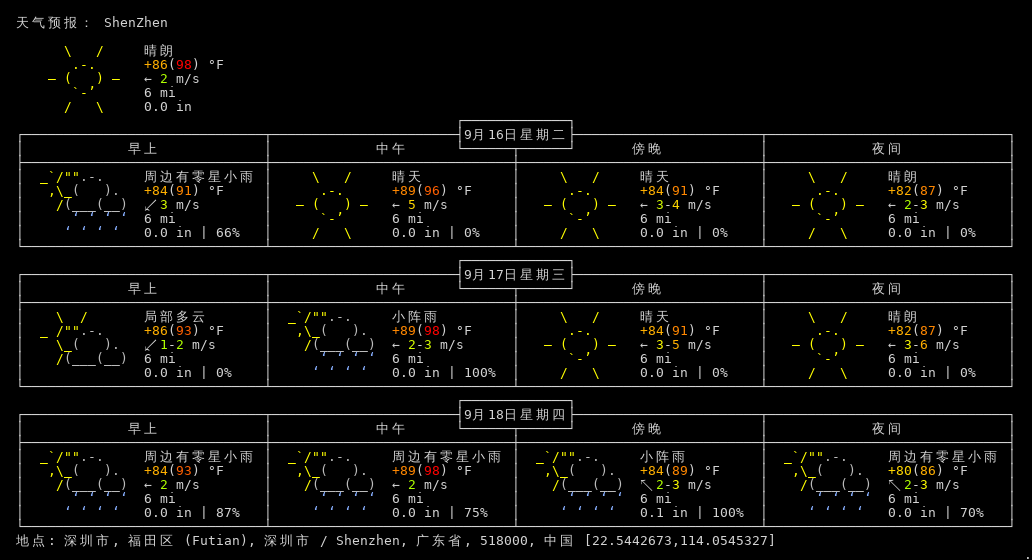 天气预报： ShenZhen
晴朗
+86(98) °F
← 2 m/s
6 mi
0.0 in
9月16日星期二
早上 中午 傍晚 夜间
周边有零星小雨 晴天 晴天 晴朗
+84(91) °F +89(96) °F +84(91) °F +82(87) °F
↙ 3 m/s ← 5 m/s ← 3-4 m/s ← 2-3 m/s
6 mi 6 mi 6 mi 6 mi
0.0 in | 66% 0.0 in | 0% 0.0 in | 0% 0.0 in | 0%
9月17日星期三
早上 中午 傍晚 夜间
局部多云 小阵雨 晴天 晴朗
+86(93) °F +89(98) °F +84(91) °F +82(87) °F
↙ 1-2 m/s ← 2-3 m/s ← 3-5 m/s ← 3-6 m/s
6 mi 6 mi 6 mi 6 mi
0.0 in | 0% 0.0 in | 100% 0.0 in | 0% 0.0 in | 0%
9月18日星期四
早上 中午 傍晚 夜间
周边有零星小雨 周边有零星小雨 小阵雨 周边有零星小雨
+84(93) °F +89(98) °F +84(89) °F +80(86) °F
← 2 m/s ← 2 m/s ↖ 2-3 m/s ↖ 2-3 m/s
6 mi 6 mi 6 mi 6 mi
0.0 in | 87% 0.0 in | 75% 0.1 in | 100% 0.0 in | 70%
地点: 深圳市, 福田区 (Futian), 深圳市 / Shenzhen, 广东省, 518000, 中国 [22.5442673,114.0545327]